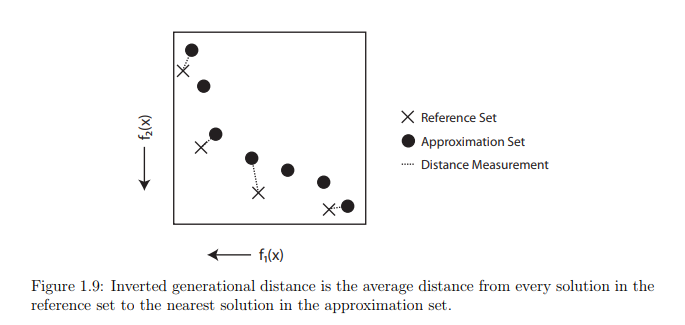 f₂(x)
Reference Set
Approximation Set
Distance Measurement
f₁(x)
Figure 1.9: Inverted generational distance is the average distance from every solution in the
reference set to the nearest solution in the approximation set.